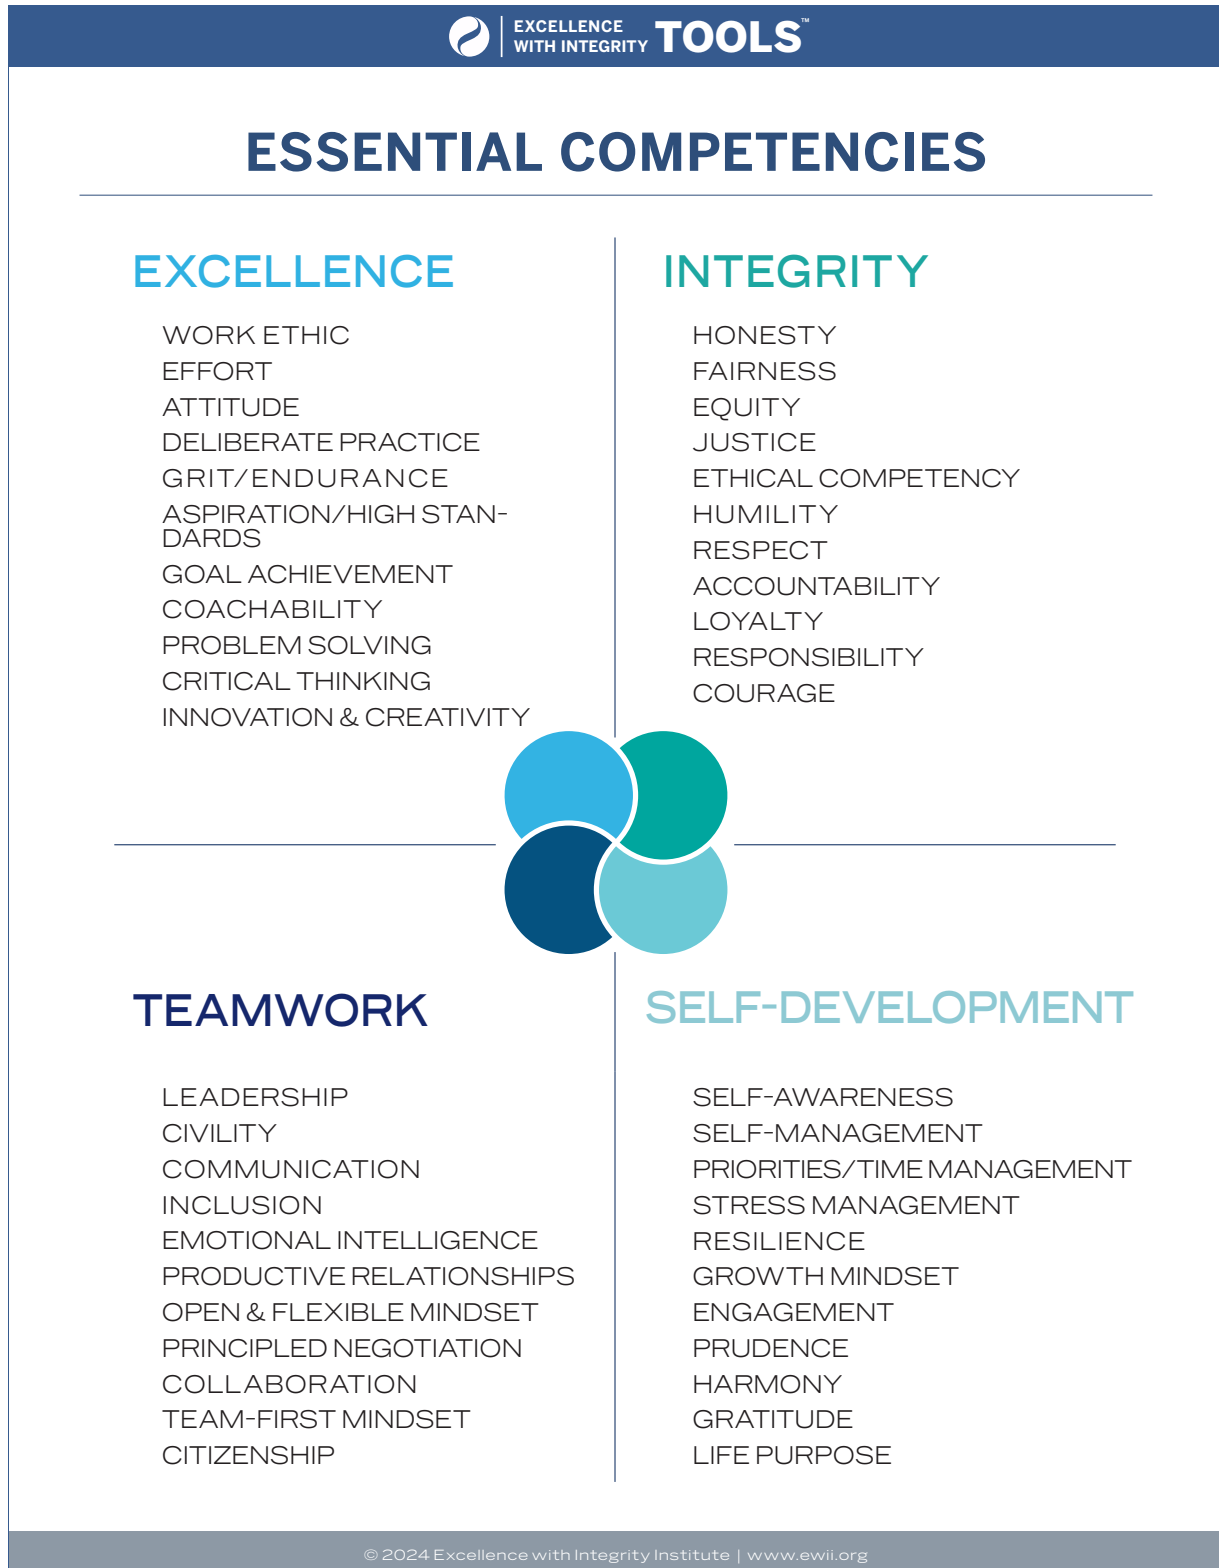 EXCELLENCE
WITH INTEGRITY TOOLS™
ESSENTIAL COMPETENCIES
EXCELLENCE
WORK ETHIC
EFFORT
ATTITUDE
DELIBERATE PRACTICE
GRIT/ENDURANCE
ASPIRATION/HIGH STAN-
DARDS
GOAL ACHIEVEMENT
COACHABILITY
PROBLEM SOLVING
CRITICAL THINKING
INNOVATION & CREATIVITY
INTEGRITY
HONESTY
FAIRNESS
EQUITY
JUSTICE
ETHICAL COMPETENCY
HUMILITY
RESPECT
ACCOUNTABILITY
LOYALTY
RESPONSIBILITY
COURAGE
TEAMWORK
LEADERSHIP
CIVILITY
COMMUNICATION
INCLUSION
EMOTIONAL INTELLIGENCE
PRODUCTIVE RELATIONSHIPS
OPEN & FLEXIBLE MINDSET
PRINCIPLED NEGOTIATION
COLLABORATION
TEAM-FIRST MINDSET
CITIZENSHIP
SELF-DEVELOPMENT
SELF-AWARENESS
SELF-MANAGEMENT
PRIORITIES/TIME MANAGEMENT
STRESS MANAGEMENT
RESILIENCE
GROWTH MINDSET
ENGAGEMENT
PRUDENCE
HARMONY
GRATITUDE
LIFE PURPOSE
© 2024 Excellence with Integrity Institute | www.ewii.org